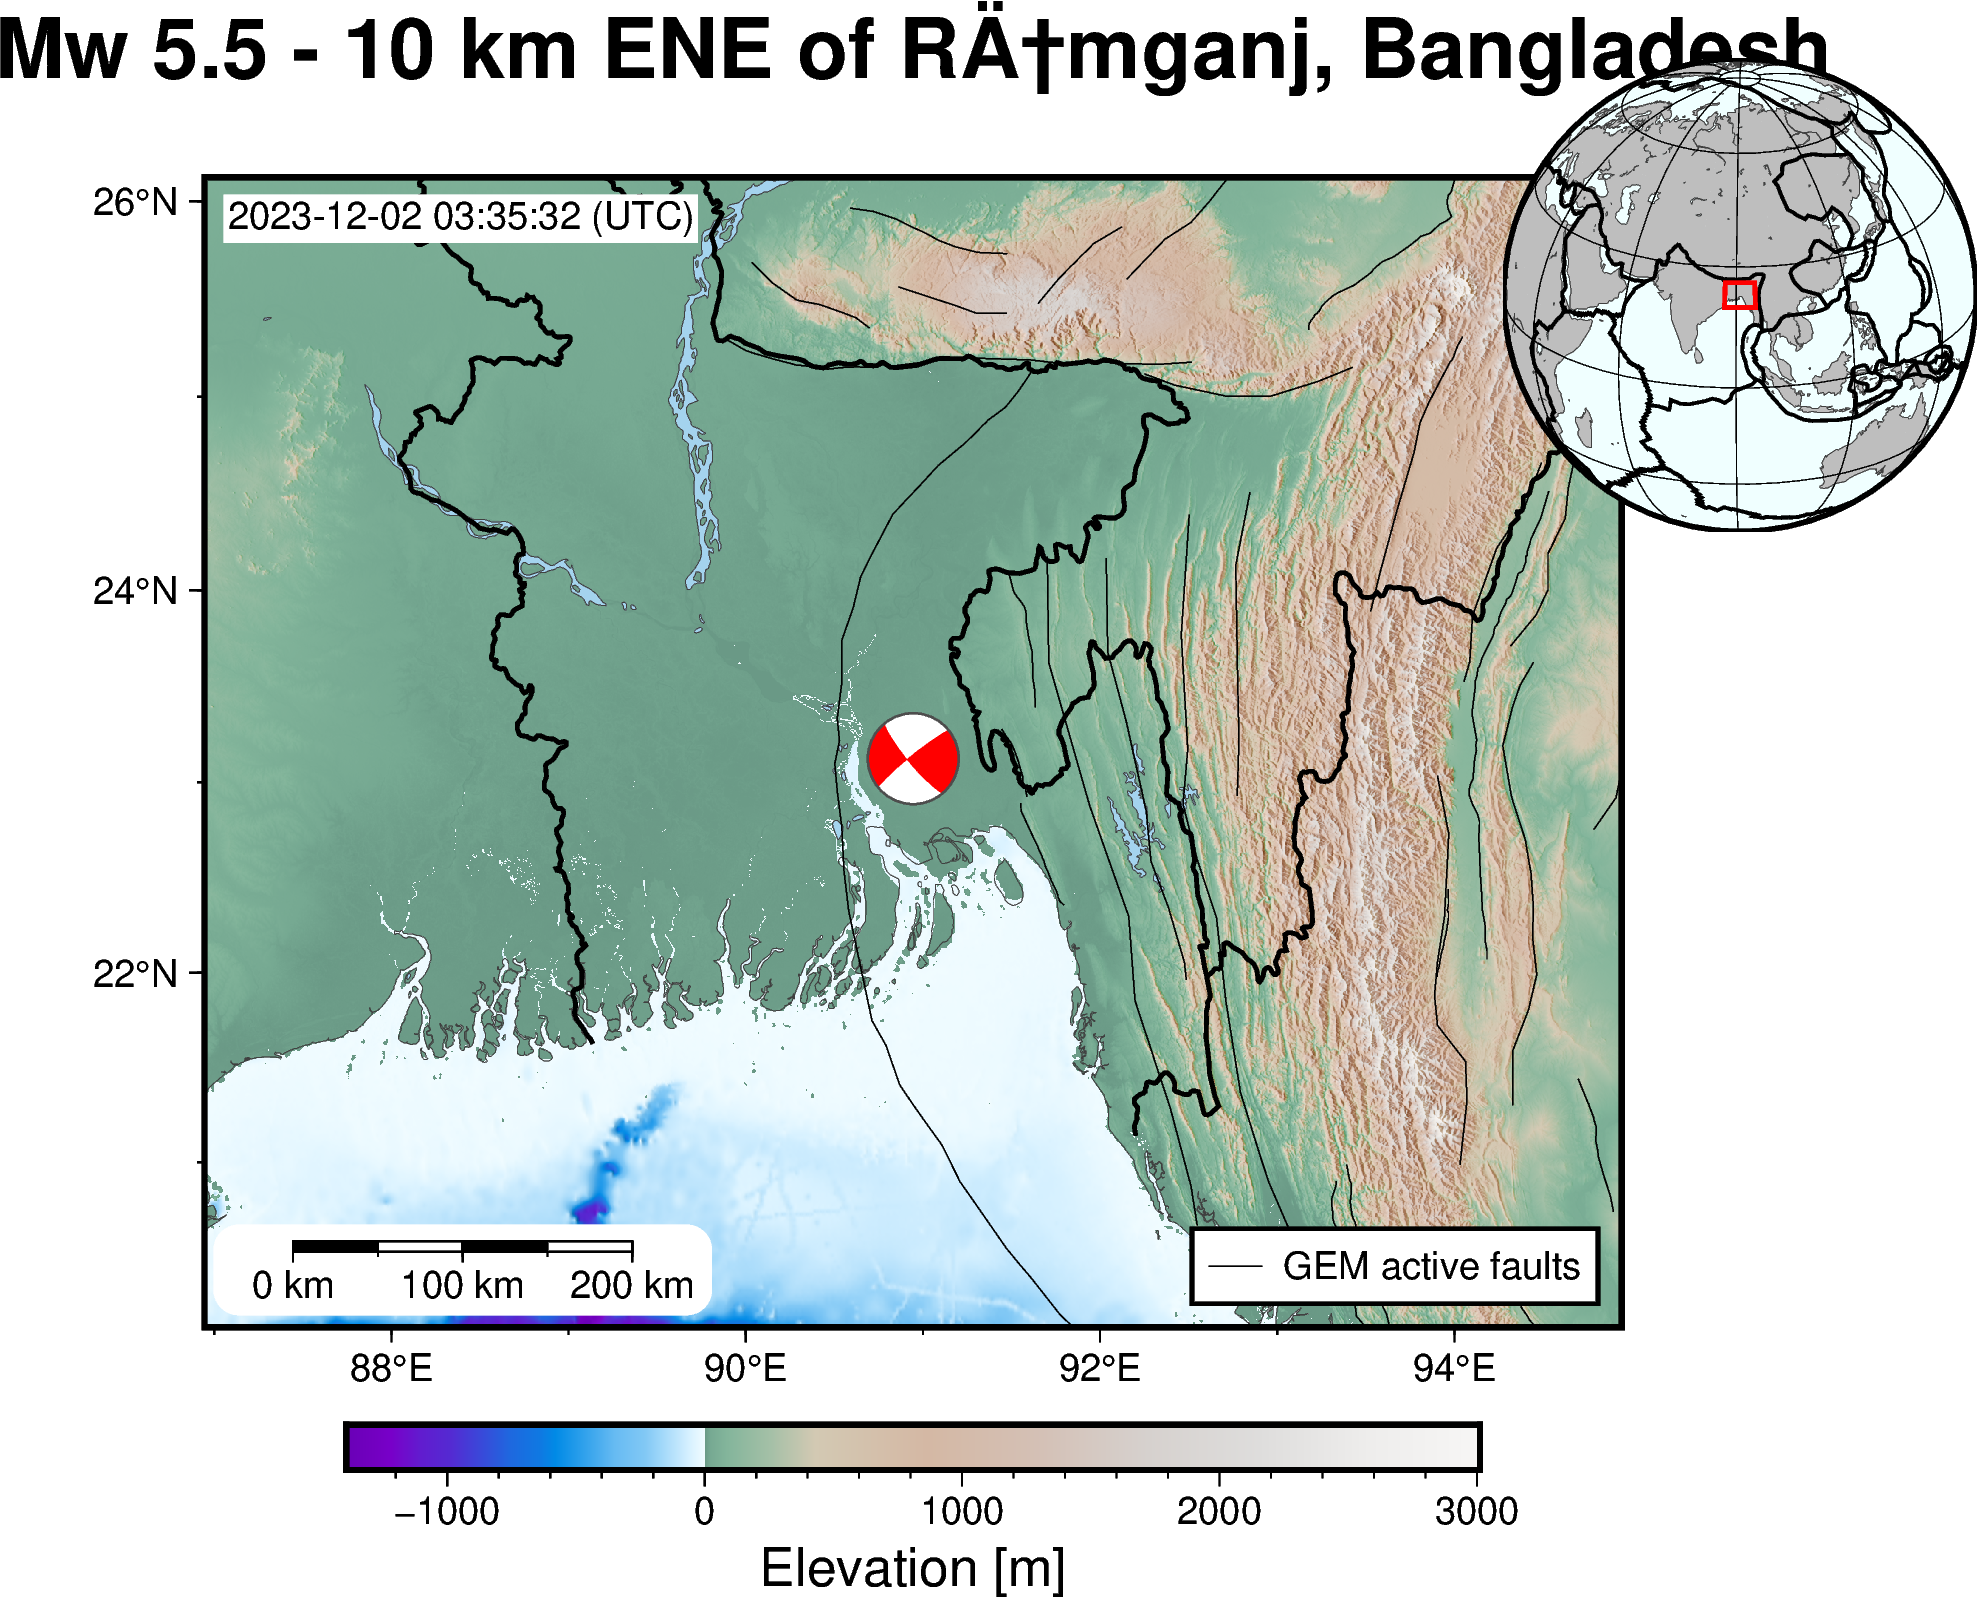 Mw 5.5 - 10 km ENE of RÄ†mganj, Bangladesh
2023-12-02 03:35:32 (UTC)
26°N
24°N
22°N
0 km 100 km 200 km
GEM active faults
88°E 90°E 92°E 94°E
−1000 0 1000 2000 3000
Elevation [m]